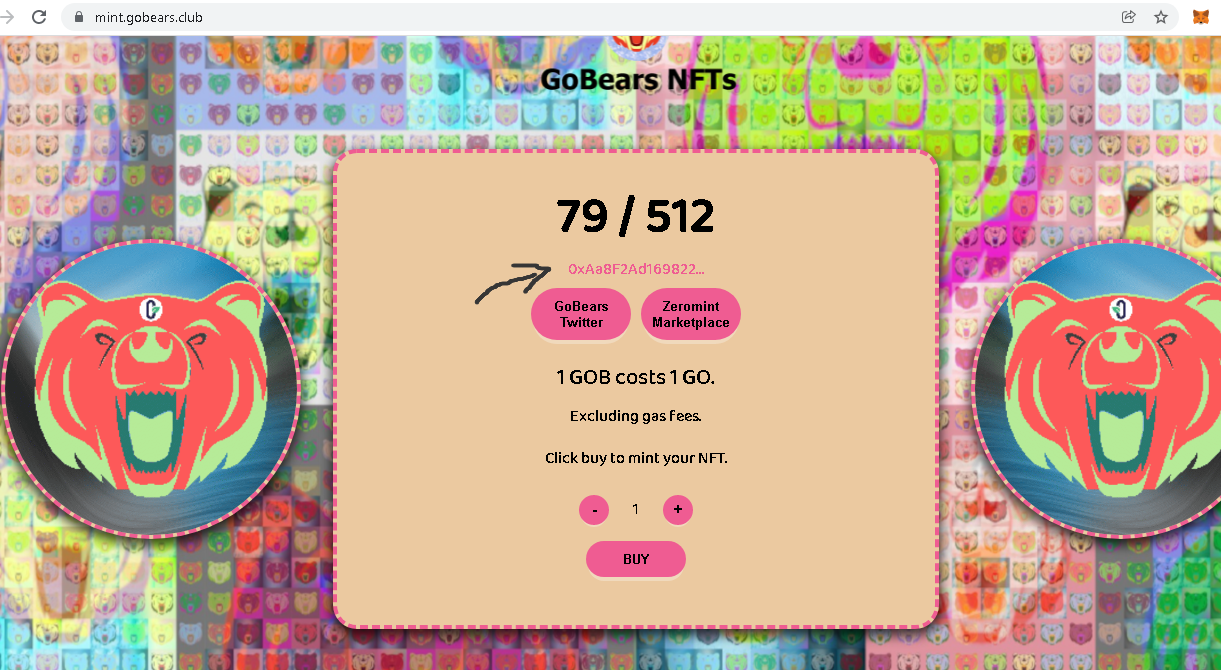 mint.gobears.club
GoBears NFTs
79 / 512
0xAa8F2Ad169822...
GoBears
Twitter
Zeromint
Marketplace
1 GOB costs 1 GO.
Excluding gas fees.
Click buy to mint your NFT.
- 1 +
BUY